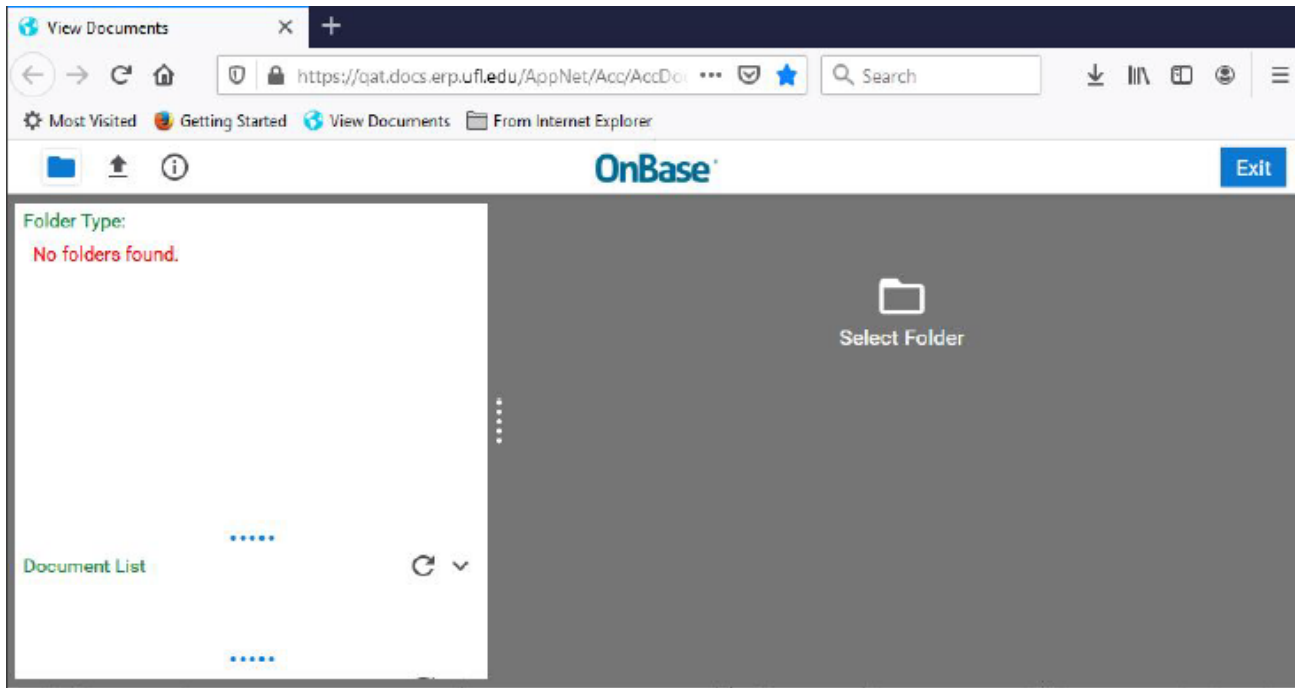 View Documents
https://qat.docs.erp.ufl.edu/AppNet/Acc/AccDo
Search
Most Visited Getting Started View Documents From Internet Explorer
OnBase
Exit
Folder Type:
No folders found.
Select Folder
Document List